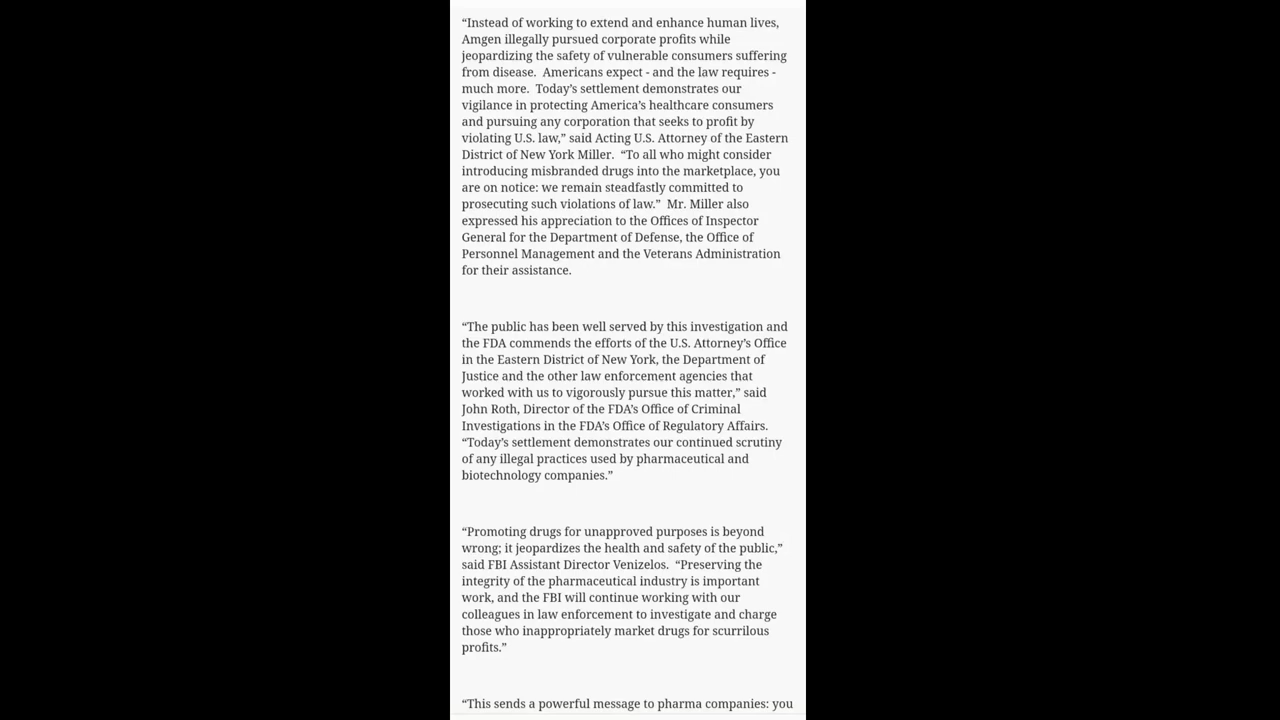 “Instead of working to extend and enhance human lives,
Amgen illegally pursued corporate profits while
jeopardizing the safety of vulnerable consumers suffering
from disease.  Americans expect - and the law requires -
much more.  Today’s settlement demonstrates our
vigilance in protecting America’s healthcare consumers
and pursuing any corporation that seeks to profit by
violating U.S. law,” said Acting U.S. Attorney of the Eastern
District of New York Miller.  “To all who might consider
introducing misbranded drugs into the marketplace, you
are on notice: we remain steadfastly committed to
prosecuting such violations of law.”  Mr. Miller also
expressed his appreciation to the Offices of Inspector
General for the Department of Defense, the Office of
Personnel Management and the Veterans Administration
for their assistance.
“The public has been well served by this investigation and
the FDA commends the efforts of the U.S. Attorney’s Office
in the Eastern District of New York, the Department of
Justice and the other law enforcement agencies that
worked with us to vigorously pursue this matter,” said
John Roth, Director of the FDA’s Office of Criminal
Investigations in the FDA’s Office of Regulatory Affairs.
“Today’s settlement demonstrates our continued scrutiny
of any illegal practices used by pharmaceutical and
biotechnology companies.”
“Promoting drugs for unapproved purposes is beyond
wrong; it jeopardizes the health and safety of the public,”
said FBI Assistant Director Venizelos.  “Preserving the
integrity of the pharmaceutical industry is important
work, and the FBI will continue working with our
colleagues in law enforcement to investigate and charge
those who inappropriately market drugs for scurrilous
profits.”
“This sends a powerful message to pharma companies: you